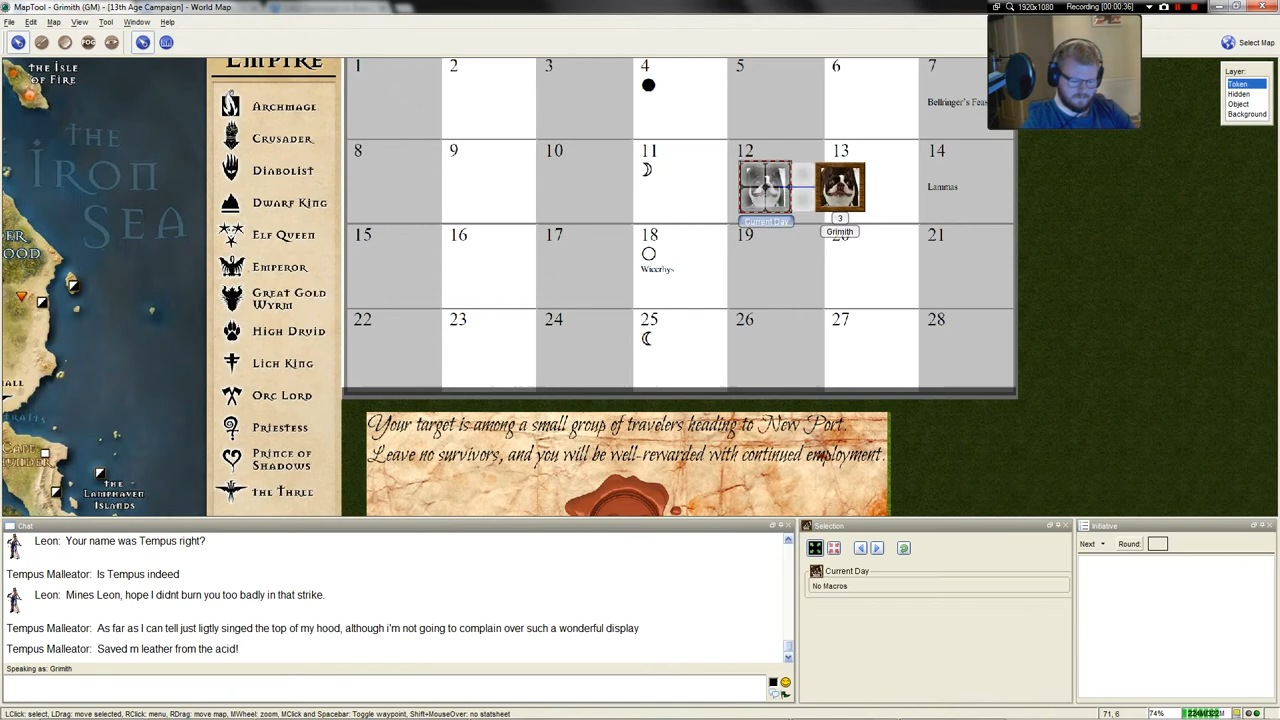 MapTool - Grimith (GM) - [13th Age Campaign] - World Map
1920x1080
Recording [00:00:36]
File Edit Map View Tool Window Help
FOG
Select Map
THE ISLE
OF FIRE
THE
IRON
SEA
OOD
CAPE
THE
LAMPHAVEN
ISLANDS
EMPIRE
ARCHMAGE
CRUSADER
DIABOLIST
DWARF KING
ELF QUEEN
EMPEROR
GREAT GOLD
WYRM
HIGH DRUID
LICH KING
ORC LORD
PRIESTESS
PRINCE OF
SHADOWS
THE THREE
1 2 3 4 5 6 7
8 9 10 11 12 13 14
Lammas
Current Day
3
Grimith
15 16 17 18 19 20 21
22 23 24 25 26 27 28
Layer:
Token
Hidden
Object
Background
Your target is among a small group of travelers heading to New Port.
Leave no survivors, and you will be well-rewarded with continued employment.
Chat
Leon: Your name was Tempus right?
Tempus Malleator: Is Tempus indeed
Leon: Mines Leon, hope I didnt burn you too badly in that strike.
Tempus Malleator: As far as I can tell just ligtly singed the top of my hood, although i'm not going to complain over such a wonderful display
Tempus Malleator: Saved m leather from the acid!
Speaking as: Grimith
Selection
Current Day
No Macros
Initiative
Next Round:
LClick: select, LDrag: move selected, RClick: menu, RDrag: move map, MWheel: zoom, MClick and Spacebar: Toggle waypoint, Shift+MouseOver: no statsheet
71, 6
74%